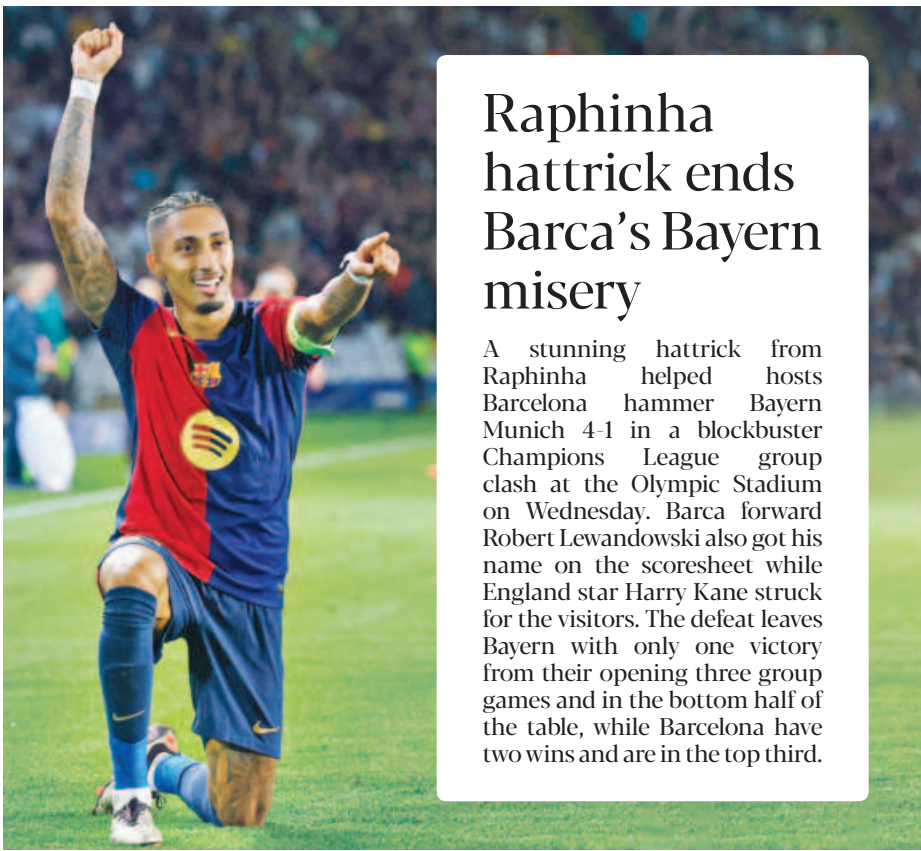 Raphinha
hattrick ends
Barca’s Bayern
misery
A stunning hattrick from
Raphinha helped hosts
Barcelona hammer Bayern
Munich 4-1 in a blockbuster
Champions League group
clash at the Olympic Stadium
on Wednesday. Barca forward
Robert Lewandowski also got his
name on the scoresheet while
England star Harry Kane struck
for the visitors. The defeat leaves
Bayern with only one victory
from their opening three group
games and in the bottom half of
the table, while Barcelona have
two wins and are in the top third.